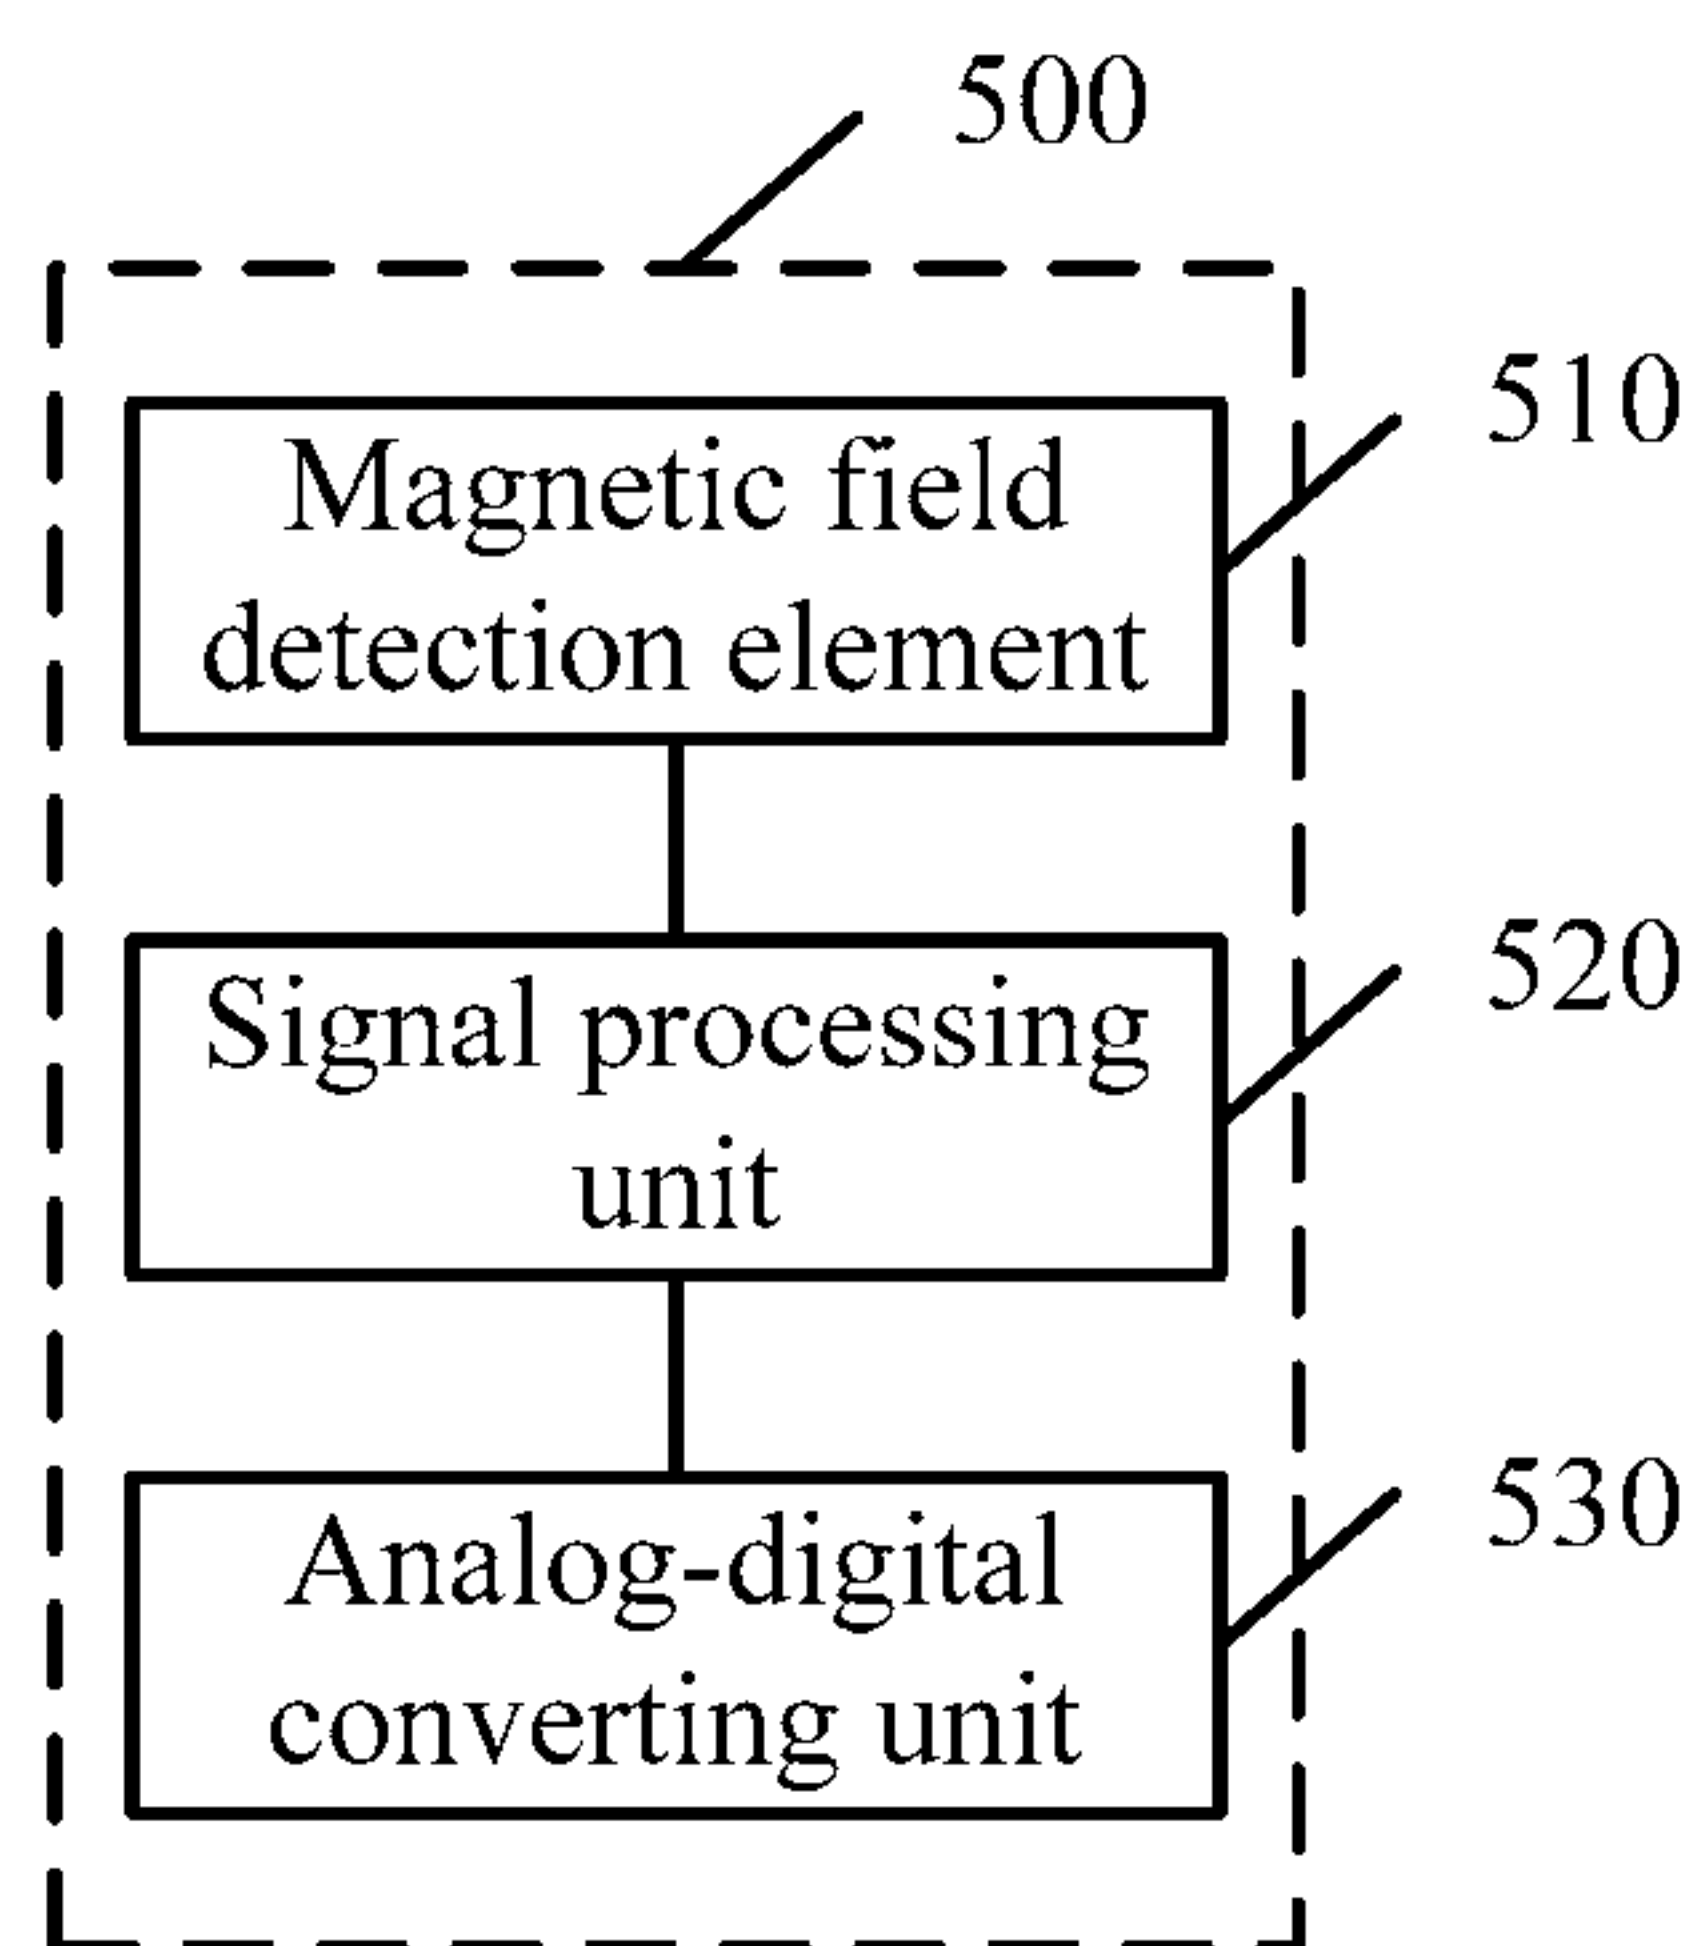 500
510
Magnetic field
detection element
520
Signal processing
unit
530
Analog-digital
converting unit